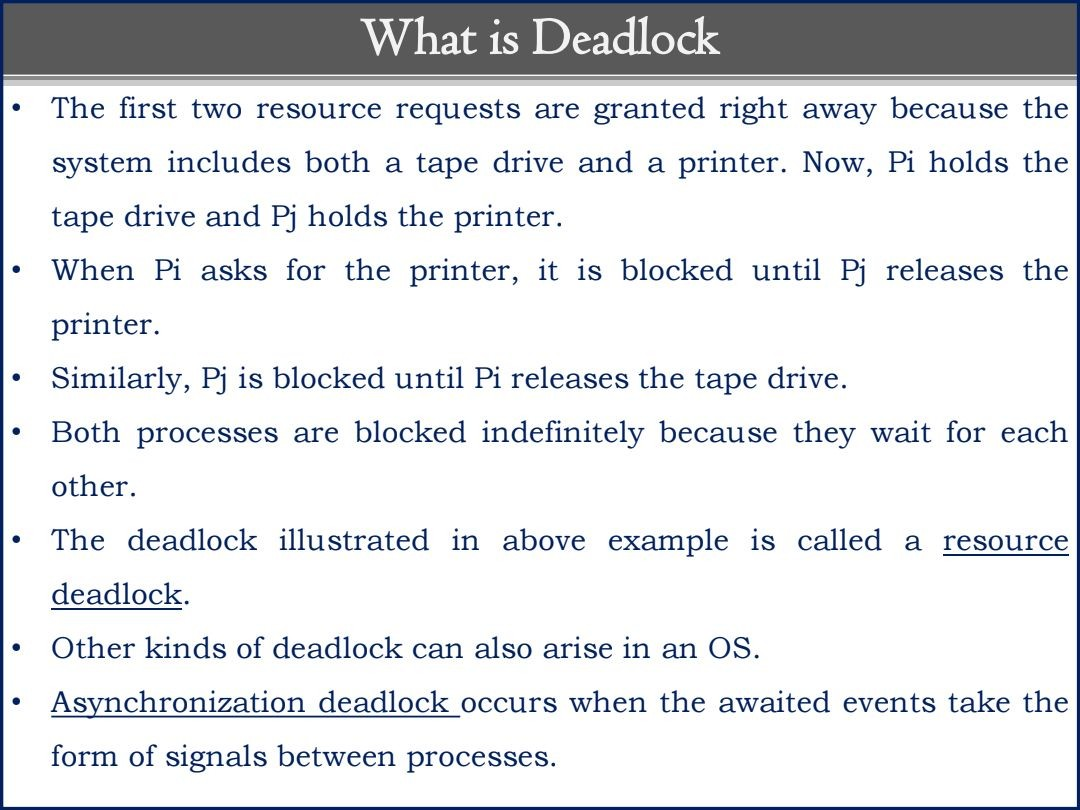 What is Deadlock
• The first two resource requests are granted right away because the
system includes both a tape drive and a printer. Now, Pi holds the
tape drive and Pj holds the printer.
• When Pi asks for the printer, it is blocked until Pj releases the
printer.
• Similarly, Pj is blocked until Pi releases the tape drive.
• Both processes are blocked indefinitely because they wait for each
other.
• The deadlock illustrated in above example is called a resource
deadlock.
• Other kinds of deadlock can also arise in an OS.
• Asynchronization deadlock occurs when the awaited events take the
form of signals between processes.